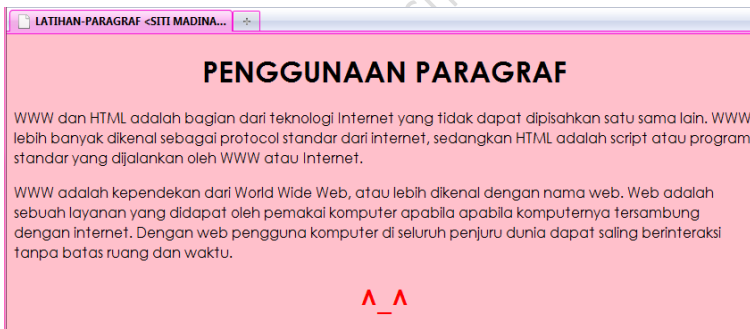 LATIHAN-PARAGRAF <SITI MADINA...
PENGGUNAAN PARAGRAF
WWW dan HTML adalah bagian dari teknologi Internet yang tidak dapat dipisahkan satu sama lain. WWW
lebih banyak dikenal sebagai protocol standar dari internet, sedangkan HTML adalah script atau program
standar yang dijalankan oleh WWW atau Internet.
WWW adalah kependekan dari World Wide Web, atau lebih dikenal dengan nama web. Web adalah
sebuah layanan yang didapat oleh pemakai komputer apabila apabila komputernya tersambung
dengan internet. Dengan web pengguna komputer di seluruh penjuru dunia dapat saling berinteraksi
tanpa batas ruang dan waktu.
^_^